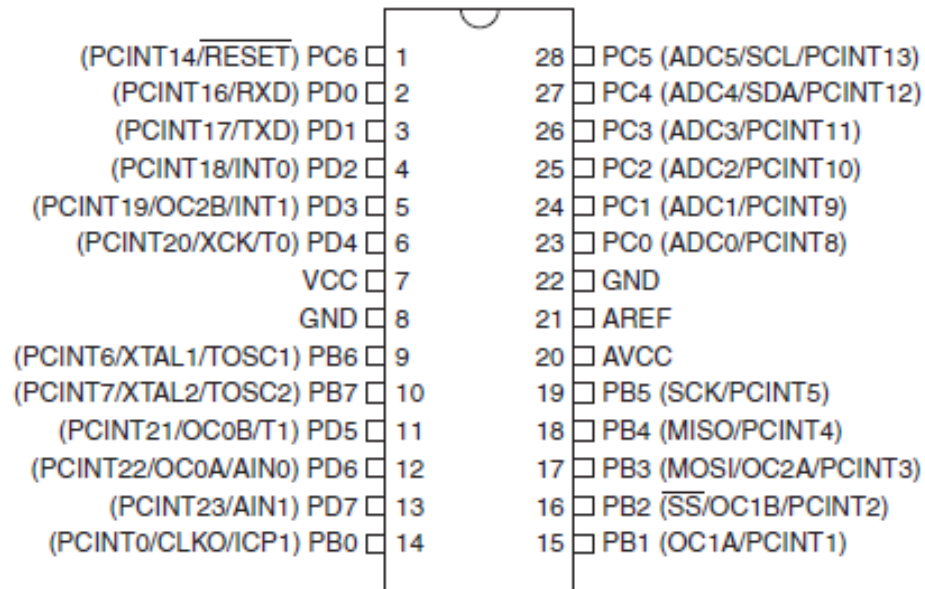 (PCINT14/RESET) PC6 1 28 PC5 (ADC5/SCL/PCINT13)
(PCINT16/RXD) PD0 2 27 PC4 (ADC4/SDA/PCINT12)
(PCINT17/TXD) PD1 3 26 PC3 (ADC3/PCINT11)
(PCINT18/INT0) PD2 4 25 PC2 (ADC2/PCINT10)
(PCINT19/OC2B/INT1) PD3 5 24 PC1 (ADC1/PCINT9)
(PCINT20/XCK/T0) PD4 6 23 PC0 (ADC0/PCINT8)
VCC 7 22 GND
GND 8 21 AREF
(PCINT6/XTAL1/TOSC1) PB6 9 20 AVCC
(PCINT7/XTAL2/TOSC2) PB7 10 19 PB5 (SCK/PCINT5)
(PCINT21/OC0B/T1) PD5 11 18 PB4 (MISO/PCINT4)
(PCINT22/OC0A/AIN0) PD6 12 17 PB3 (MOSI/OC2A/PCINT3)
(PCINT23/AIN1) PD7 13 16 PB2 (SS/OC1B/PCINT2)
(PCINT0/CLKO/ICP1) PB0 14 15 PB1 (OC1A/PCINT1)